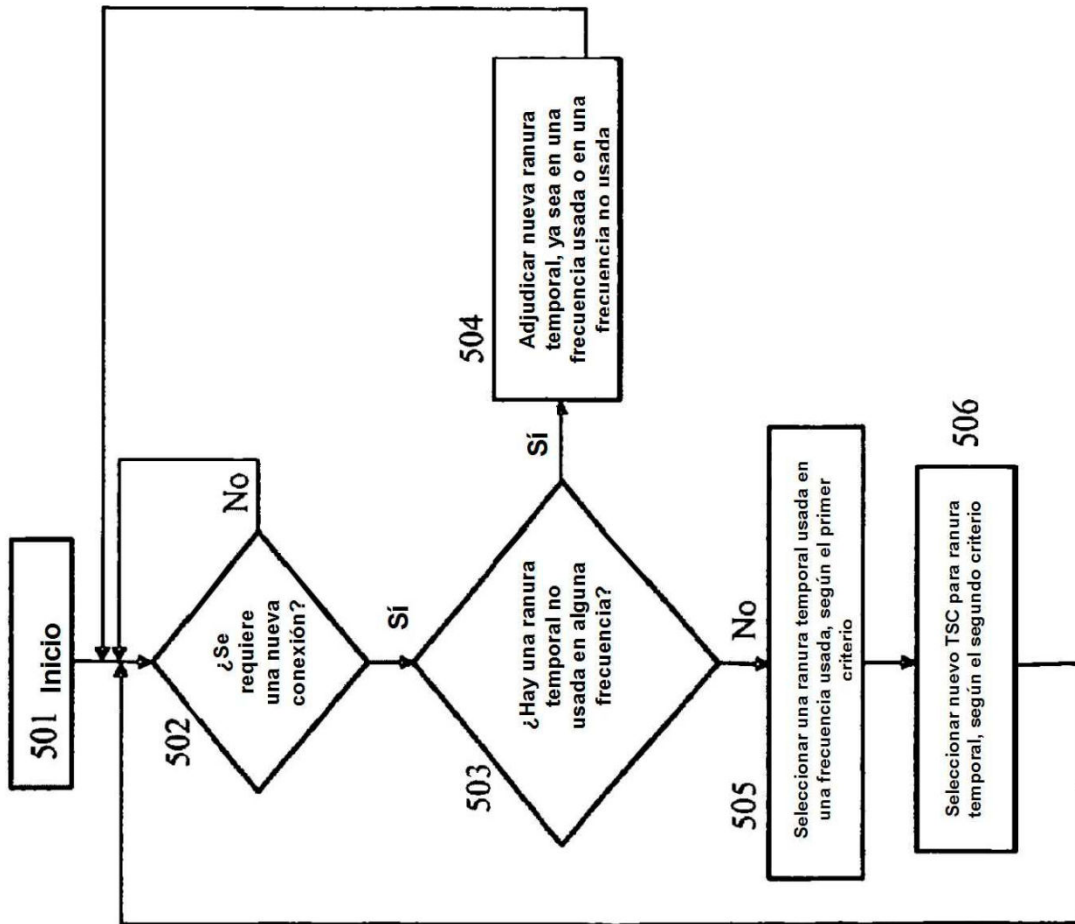 501 Inicio
502
¿Se
requiere
una nueva
conexión?
No
Sí
503
¿Hay una ranura
temporal no
usada en alguna
frecuencia?
Sí
504
Adjudicar nueva ranura
temporal, ya sea en una
frecuencia usada o en una
frecuencia no usada
No
505
Seleccionar una ranura temporal usada en
una frecuencia usada, según el primer
criterio
506
Seleccionar nuevo TSC para ranura
temporal, según el segundo criterio